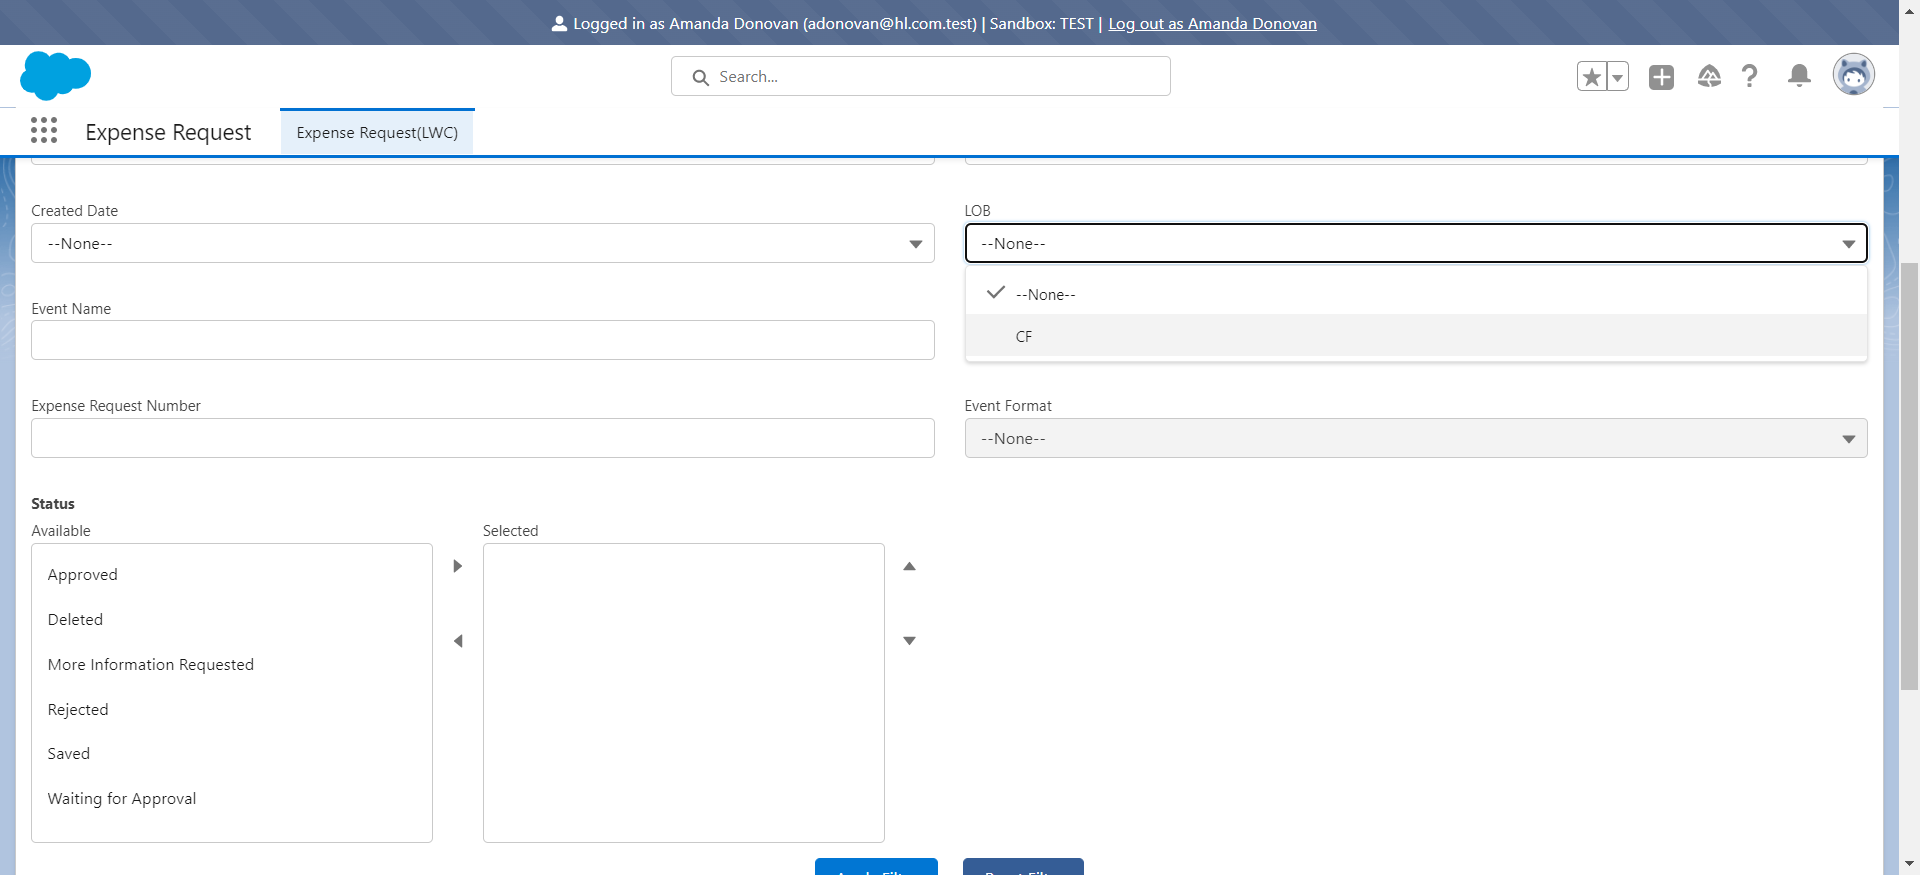 Logged in as Amanda Donovan (adonovan@hl.com.test) | Sandbox: TEST | Log out as Amanda Donovan
Search...
Expense Request
Expense Request(LWC)
Created Date
--None--
LOB
--None--
--None--
CF
Event Name
Expense Request Number
Event Format
--None--
Status
Available
Selected
Approved
Deleted
More Information Requested
Rejected
Saved
Waiting for Approval